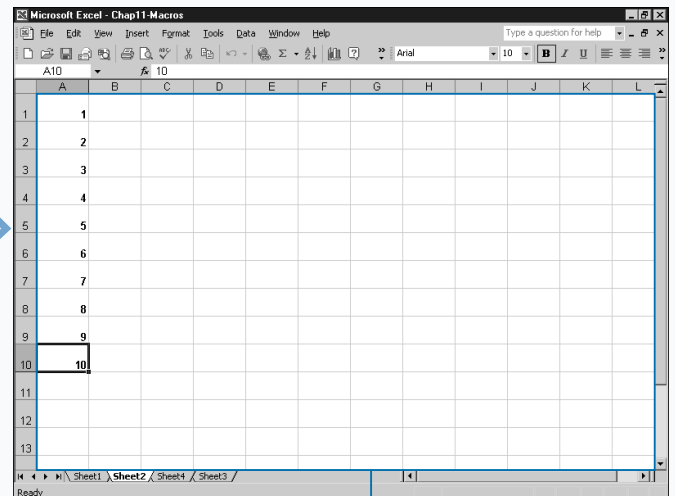 Microsoft Excel - Chap11-Macros
File Edit View Insert Format Tools Data Window Help Type a question for help
Arial 10 B I U
A10 fx 10
A B C D E F G H I J K L
1 1
2 2
3 3
4 4
5 5
6 6
7 7
8 8
9 9
10 10
11
12
13
Sheet1 Sheet2 Sheet4 Sheet3
Ready